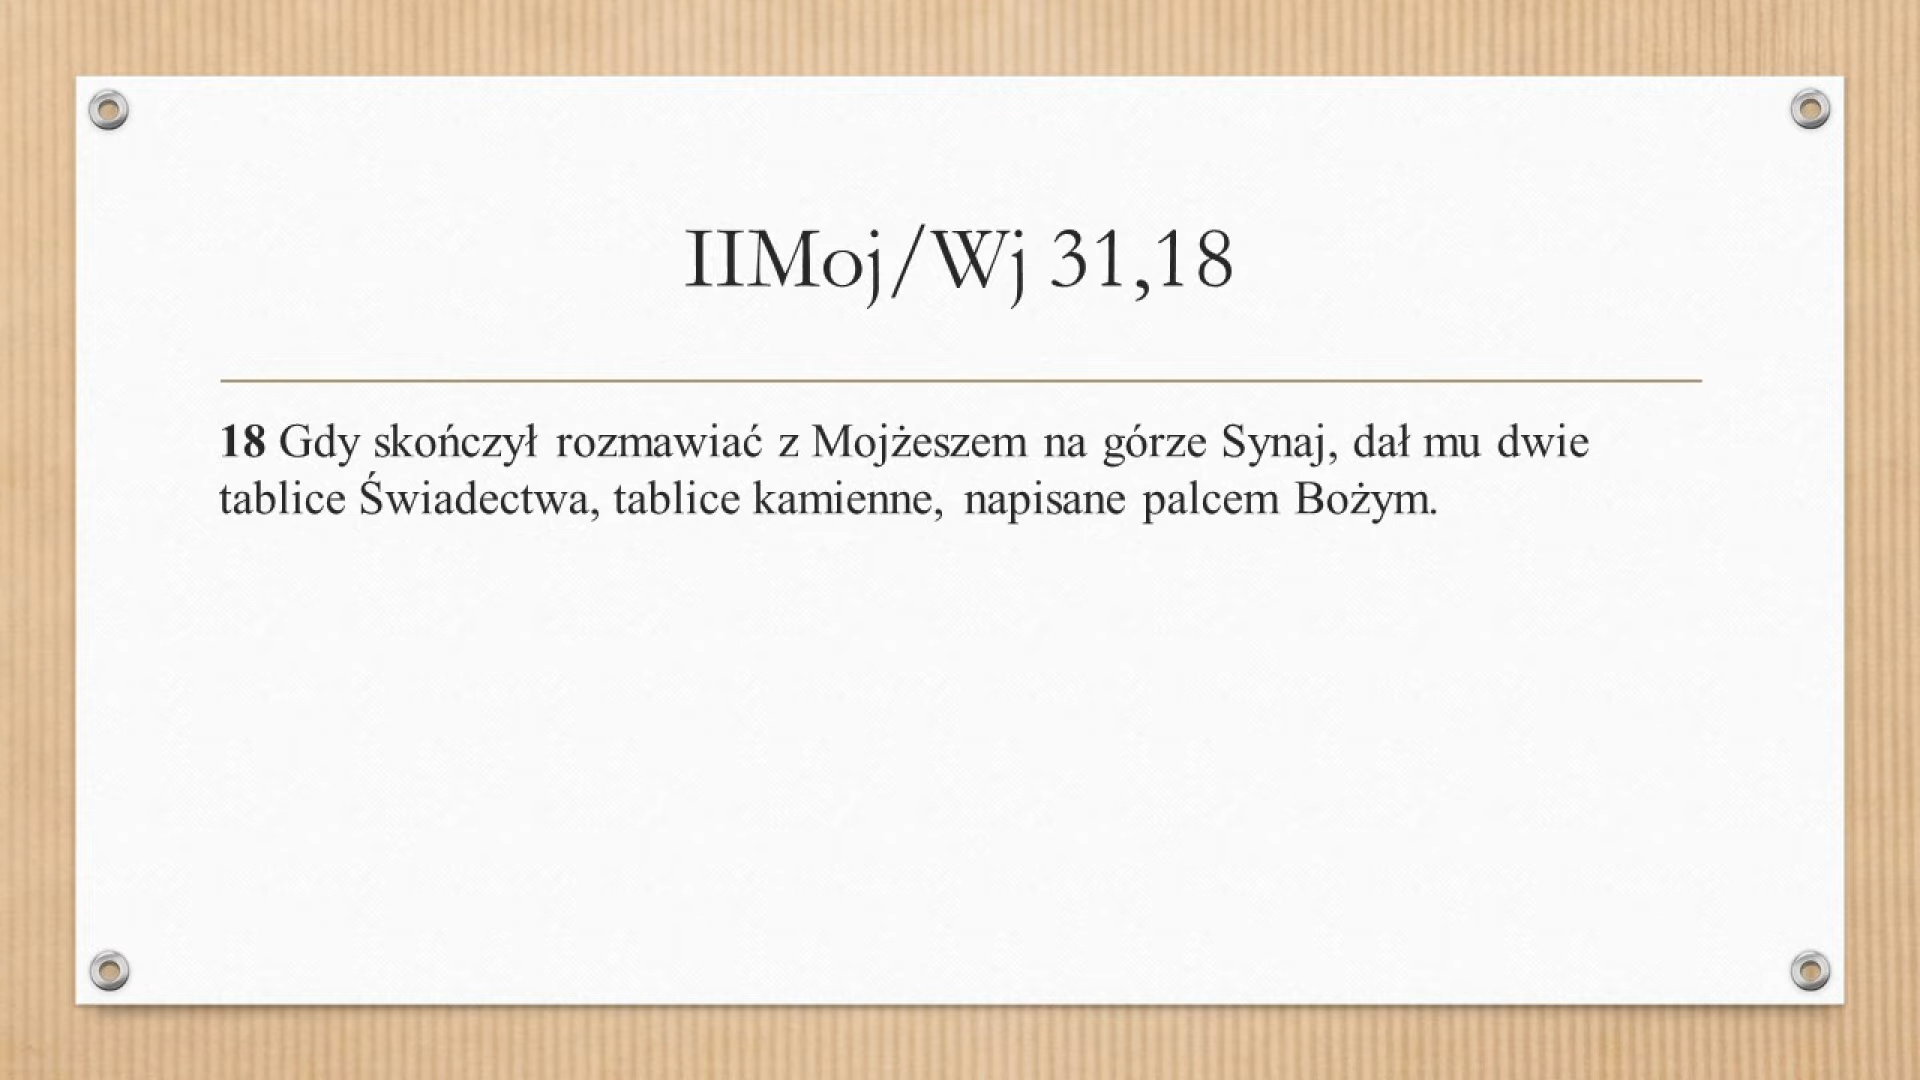 IIMoj/Wj 31,18
18 Gdy skończył rozmawiać z Mojżeszem na górze Synaj, dał mu dwie
tablice Świadectwa, tablice kamienne, napisane palcem Bożym.